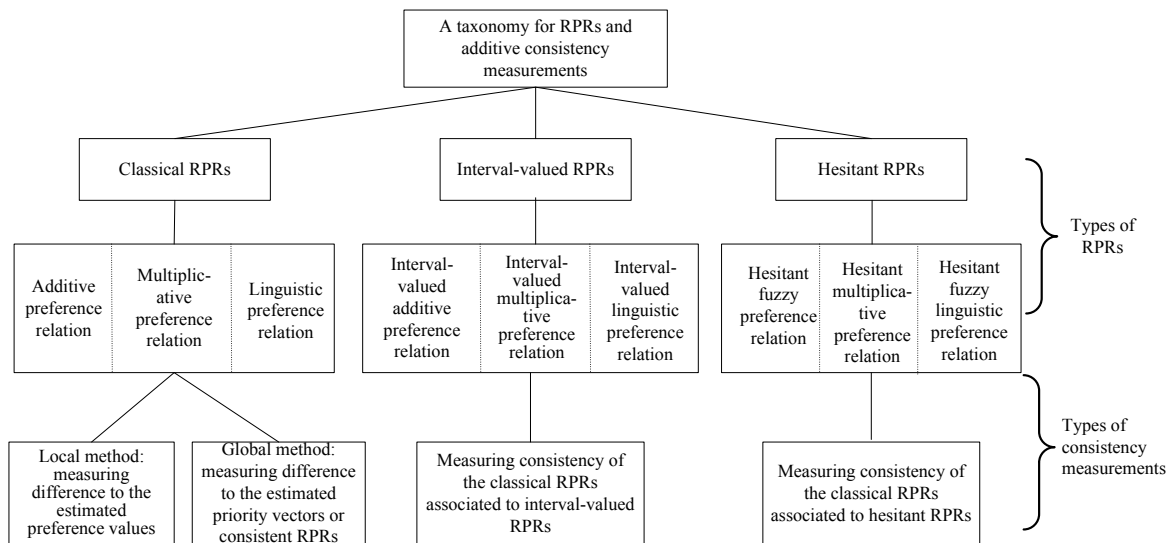 A taxonomy for RPRs and
additive consistency
measurements
Classical RPRs
Interval-valued RPRs
Hesitant RPRs
Types of
RPRs
Additive
preference
relation
Multiplic-
ative
preference
relation
Linguistic
preference
relation
Interval-
valued
additive
preference
relation
Interval-
valued
multiplica-
tive
preference
relation
Interval-
valued
linguistic
preference
relation
Hesitant
fuzzy
preference
relation
Hesitant
multiplica-
tive
preference
relation
Hesitant
fuzzy
linguistic
preference
relation
Types of
consistency
measurements
Local method:
measuring
difference to the
estimated
preference values
Global method:
measuring difference
to the estimated
priority vectors or
consistent RPRs
Measuring consistency of
the classical RPRs
associated to interval-valued
RPRs
Measuring consistency of
the classical RPRs
associated to hesitant RPRs